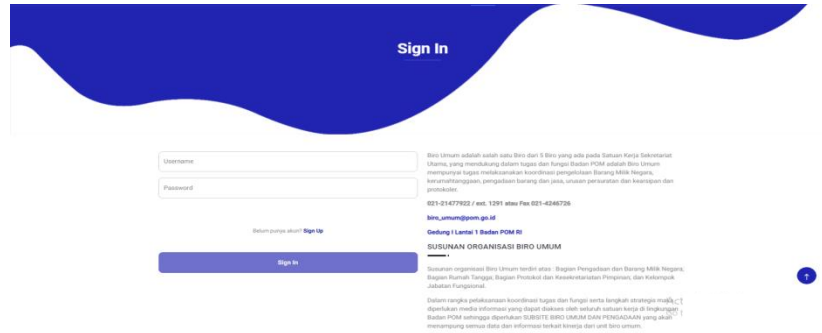 Sign In
Username
Password
Belum punya akun? Sign Up
Sign In
Biro Umum adalah salah satu Biro dari 5 Biro yang ada pada Satuan Kerja Sekretariat
Utama, yang mendukung dalam tugas dan fungsi Badan POM adalah Biro Umum
mempunyai tugas melaksanakan koordinasi pengelolaan Barang Milik Negara,
kerumahtanggaan, pengadaan barang dan jasa, urusan persuratan dan kearsipan dan
protokoler.
021-21477922 / ext. 1291 atau Fax 021-4246726
biro_umum@pom.go.id
Gedung I Lantai 1 Badan POM RI
SUSUNAN ORGANISASI BIRO UMUM
Susunan organisasi Biro Umum terdiri atas : Bagian Pengadaan dan Barang Milik Negara,
Bagian Rumah Tangga, Bagian Protokol dan Kesekretariatan Pimpinan, dan Kelompok
Jabatan Fungsional.
Dalam rangka pelaksanaan koordinasi tugas dan fungsi serta langkah strategis maka
diperlukan media informasi yang dapat diakses oleh seluruh satuan kerja di lingkungan
Badan POM sehingga diperlukan SUBSITE BIRO UMUM DAN PENGADAAN yang akan
menampung semua data dan informasi terkait kinerja dari unit biro umum.